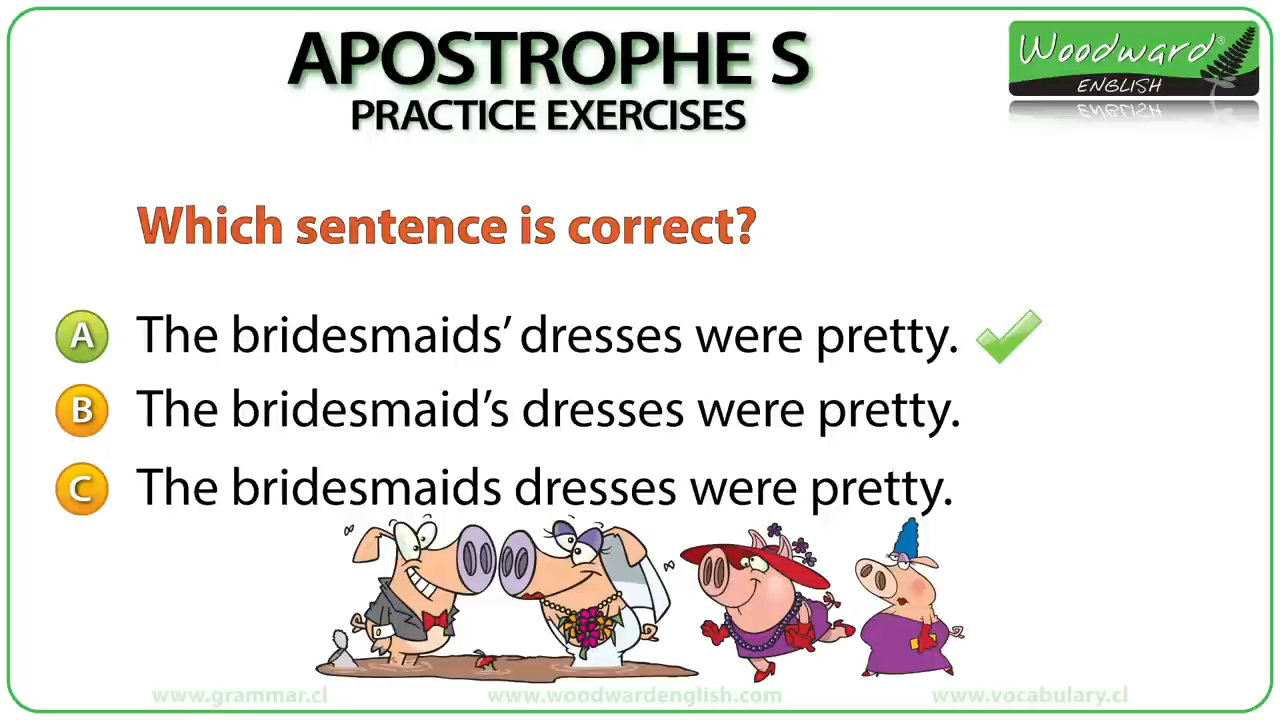 APOSTROPHE S
PRACTICE EXERCISES
Woodward®
ENGLISH
Which sentence is correct?
A The bridesmaids’ dresses were pretty.
B The bridesmaid’s dresses were pretty.
C The bridesmaids dresses were pretty.
www.grammar.cl www.woodwardenglish.com www.vocabulary.cl